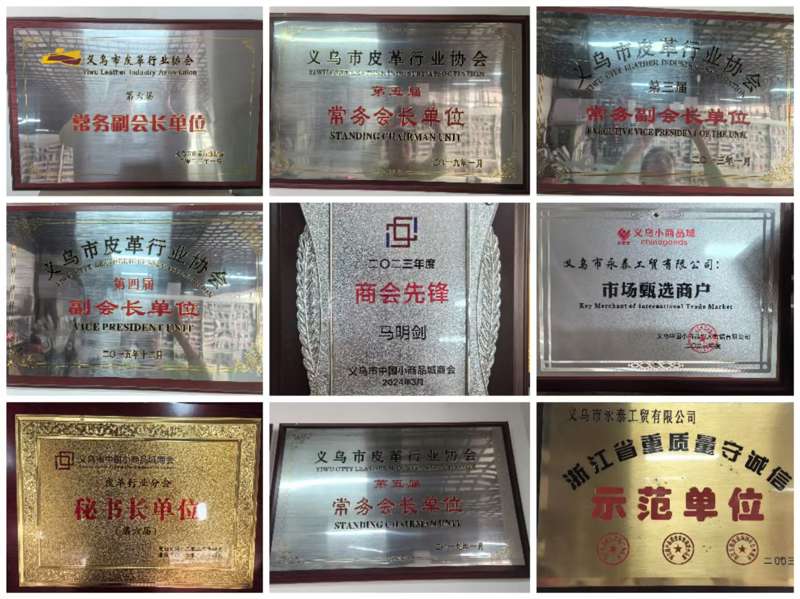 义乌市皮革行业协会
Yiwu Leather Industry Association
第六届
常务副会长单位
义乌市皮革行业协会
第五届
常务会长单位
STANDING CHAIRMAN UNIT
二〇一九年一月
义乌市皮革行业协会
YIWU CITY LEATHER INDUSTRY ASSOCIATION
第三届
常务副会长单位
EXECUTIVE VICE PRESIDENT OF THE UNIT
二〇一三年一月
义乌市皮革行业协会
第四届
副会长单位
VICE PRESIDENT UNIT
二〇一五年十二月
二〇二三年度
商会先锋
马明剑
义乌市中国小商品城商会
2024年3月
义乌小商品城
chinagoods
义乌市永泰工贸有限公司：
市场甄选商户
Key Merchant of International Trade Market
义乌市中国小商品城商会
皮革行业分会
秘书长单位
（第六届）
义乌市皮革行业协会
第五届
常务会长单位
STANDING CHAIRMAN UNIT
二〇一九年一月
义乌市永泰工贸有限公司
浙江省重质量守诚信
示范单位